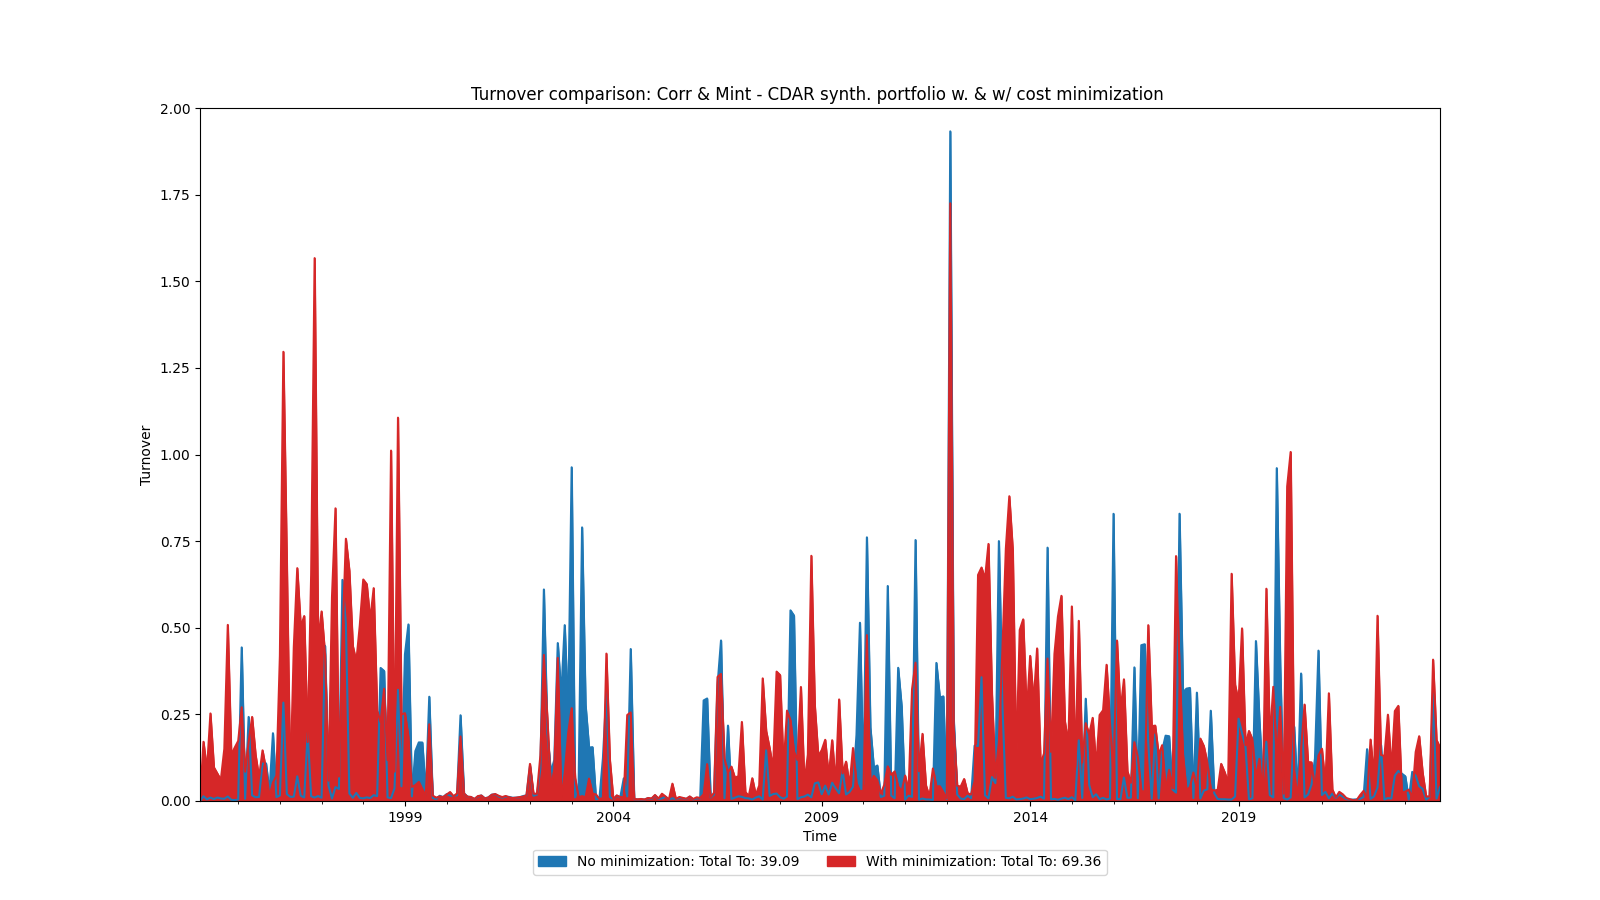 Turnover comparison: Corr & Mint - CDAR synth. portfolio w. & w/ cost minimization
2.00
1.75
1.50
1.25
1.00
0.75
0.50
0.25
0.00
Turnover
1999 2004 2009 2014 2019
Time
No minimization: Total To: 39.09 With minimization: Total To: 69.36